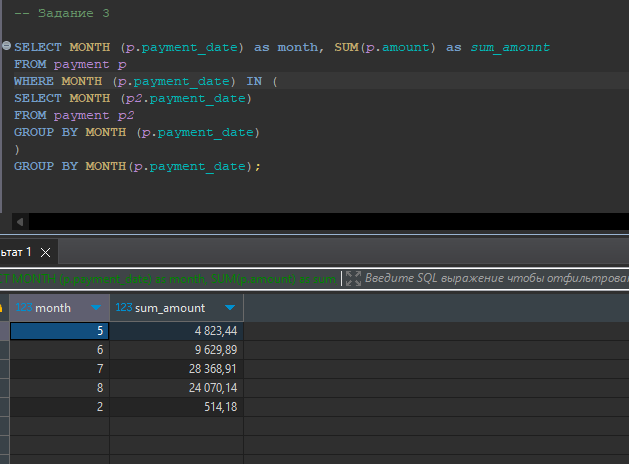 -- Задание 3
SELECT MONTH (p.payment_date) as month, SUM(p.amount) as sum_amount
FROM payment p
WHERE MONTH (p.payment_date) IN (
SELECT MONTH (p2.payment_date)
FROM payment p2
GROUP BY MONTH (p.payment_date)
)
GROUP BY MONTH(p.payment_date);
ьтат 1
MONTH (p.payment_date) as month, SUM(p.amount) as sum Введите SQL выражение чтобы отфильтрова
123 month 123 sum_amount
5 4 823,44
6 9 629,89
7 28 368,91
8 24 070,14
2 514,18